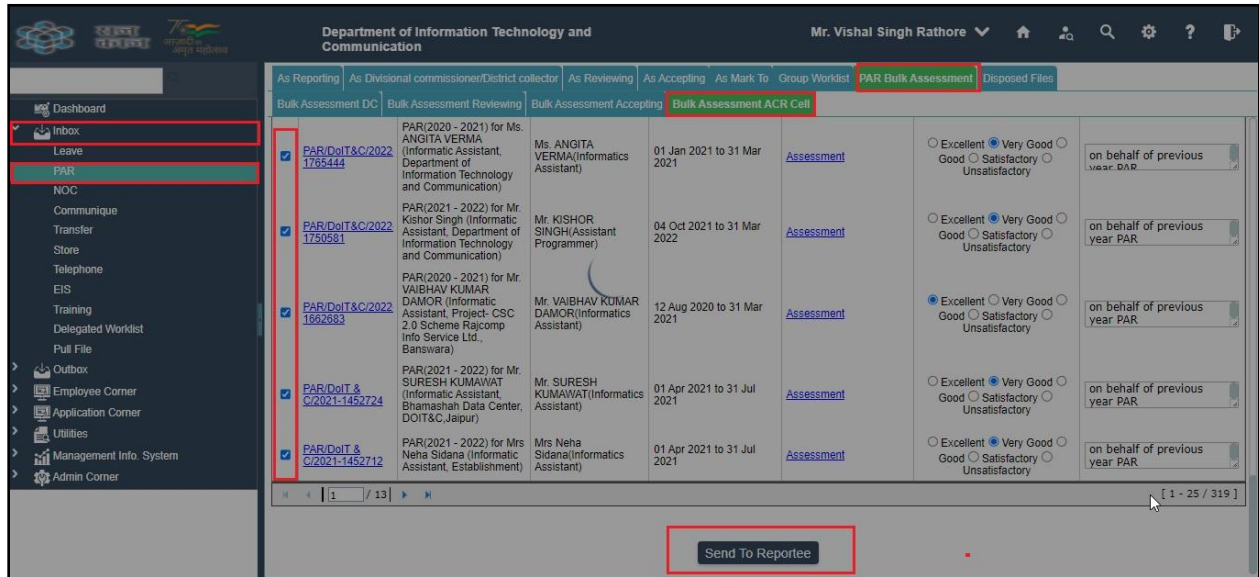 राज
काज
आज़ादी का
अमृत महोत्सव
Department of Information Technology and
Communication
Mr. Vishal Singh Rathore
?
As Reporting As Divisional commissioner/District collector As Reviewing As Accepting As Mark To Group Worklist PAR Bulk Assessment Disposed Files
Bulk Assessment DC Bulk Assessment Reviewing Bulk Assessment Accepting Bulk Assessment ACR Cell
Dashboard
Inbox
Leave
PAR
NOC
Communique
Transfer
Store
Telephone
EIS
Training
Delegated Worklist
Pull File
Outbox
Employee Corner
Application Corner
Utilities
Management Info. System
Admin Corner
PAR/DoIT&C/2022
1765444
PAR(2020 - 2021) for Ms.
ANGITA VERMA
(Informatic Assistant,
Department of
Information Technology
and Communication)
Ms. ANGITA
VERMA(Informatics
Assistant)
01 Jan 2021 to 31 Mar
2021
Assessment
Excellent Very Good
Good Satisfactory
Unsatisfactory
on behalf of previous
year PAR
PAR/DoIT&C/2022
1750581
PAR(2021 - 2022) for Mr.
Kishor Singh (Informatic
Assistant, Department of
Information Technology
and Communication)
Mr. KISHOR
SINGH(Assistant
Programmer)
04 Oct 2021 to 31 Mar
2022
Assessment
Excellent Very Good
Good Satisfactory
Unsatisfactory
on behalf of previous
year PAR
PAR/DoIT&C/2022
1662683
PAR(2020 - 2021) for Mr.
VAIBHAV KUMAR
DAMOR (Informatic
Assistant, Project- CSC
2.0 Scheme Rajcomp
Info Service Ltd.,
Banswara)
Mr. VAIBHAV KUMAR
DAMOR(Informatics
Assistant)
12 Aug 2020 to 31 Mar
2021
Assessment
Excellent Very Good
Good Satisfactory
Unsatisfactory
on behalf of previous
year PAR
PAR/DoIT &
C/2021-1452724
PAR(2021 - 2022) for Mr.
SURESH KUMAWAT
(Informatic Assistant,
Bhamashah Data Center,
DOIT&C,Jaipur)
Mr. SURESH
KUMAWAT(Informatics
Assistant)
01 Apr 2021 to 31 Jul
2021
Assessment
Excellent Very Good
Good Satisfactory
Unsatisfactory
on behalf of previous
year PAR
PAR/DoIT &
C/2021-1452712
PAR(2021 - 2022) for Mrs
Neha Sidana (Informatic
Assistant, Establishment)
Mrs Neha
Sidana(Informatics
Assistant)
01 Apr 2021 to 31 Jul
2021
Assessment
Excellent Very Good
Good Satisfactory
Unsatisfactory
on behalf of previous
year PAR
1 / 13
[ 1 - 25 / 319 ]
Send To Reportee